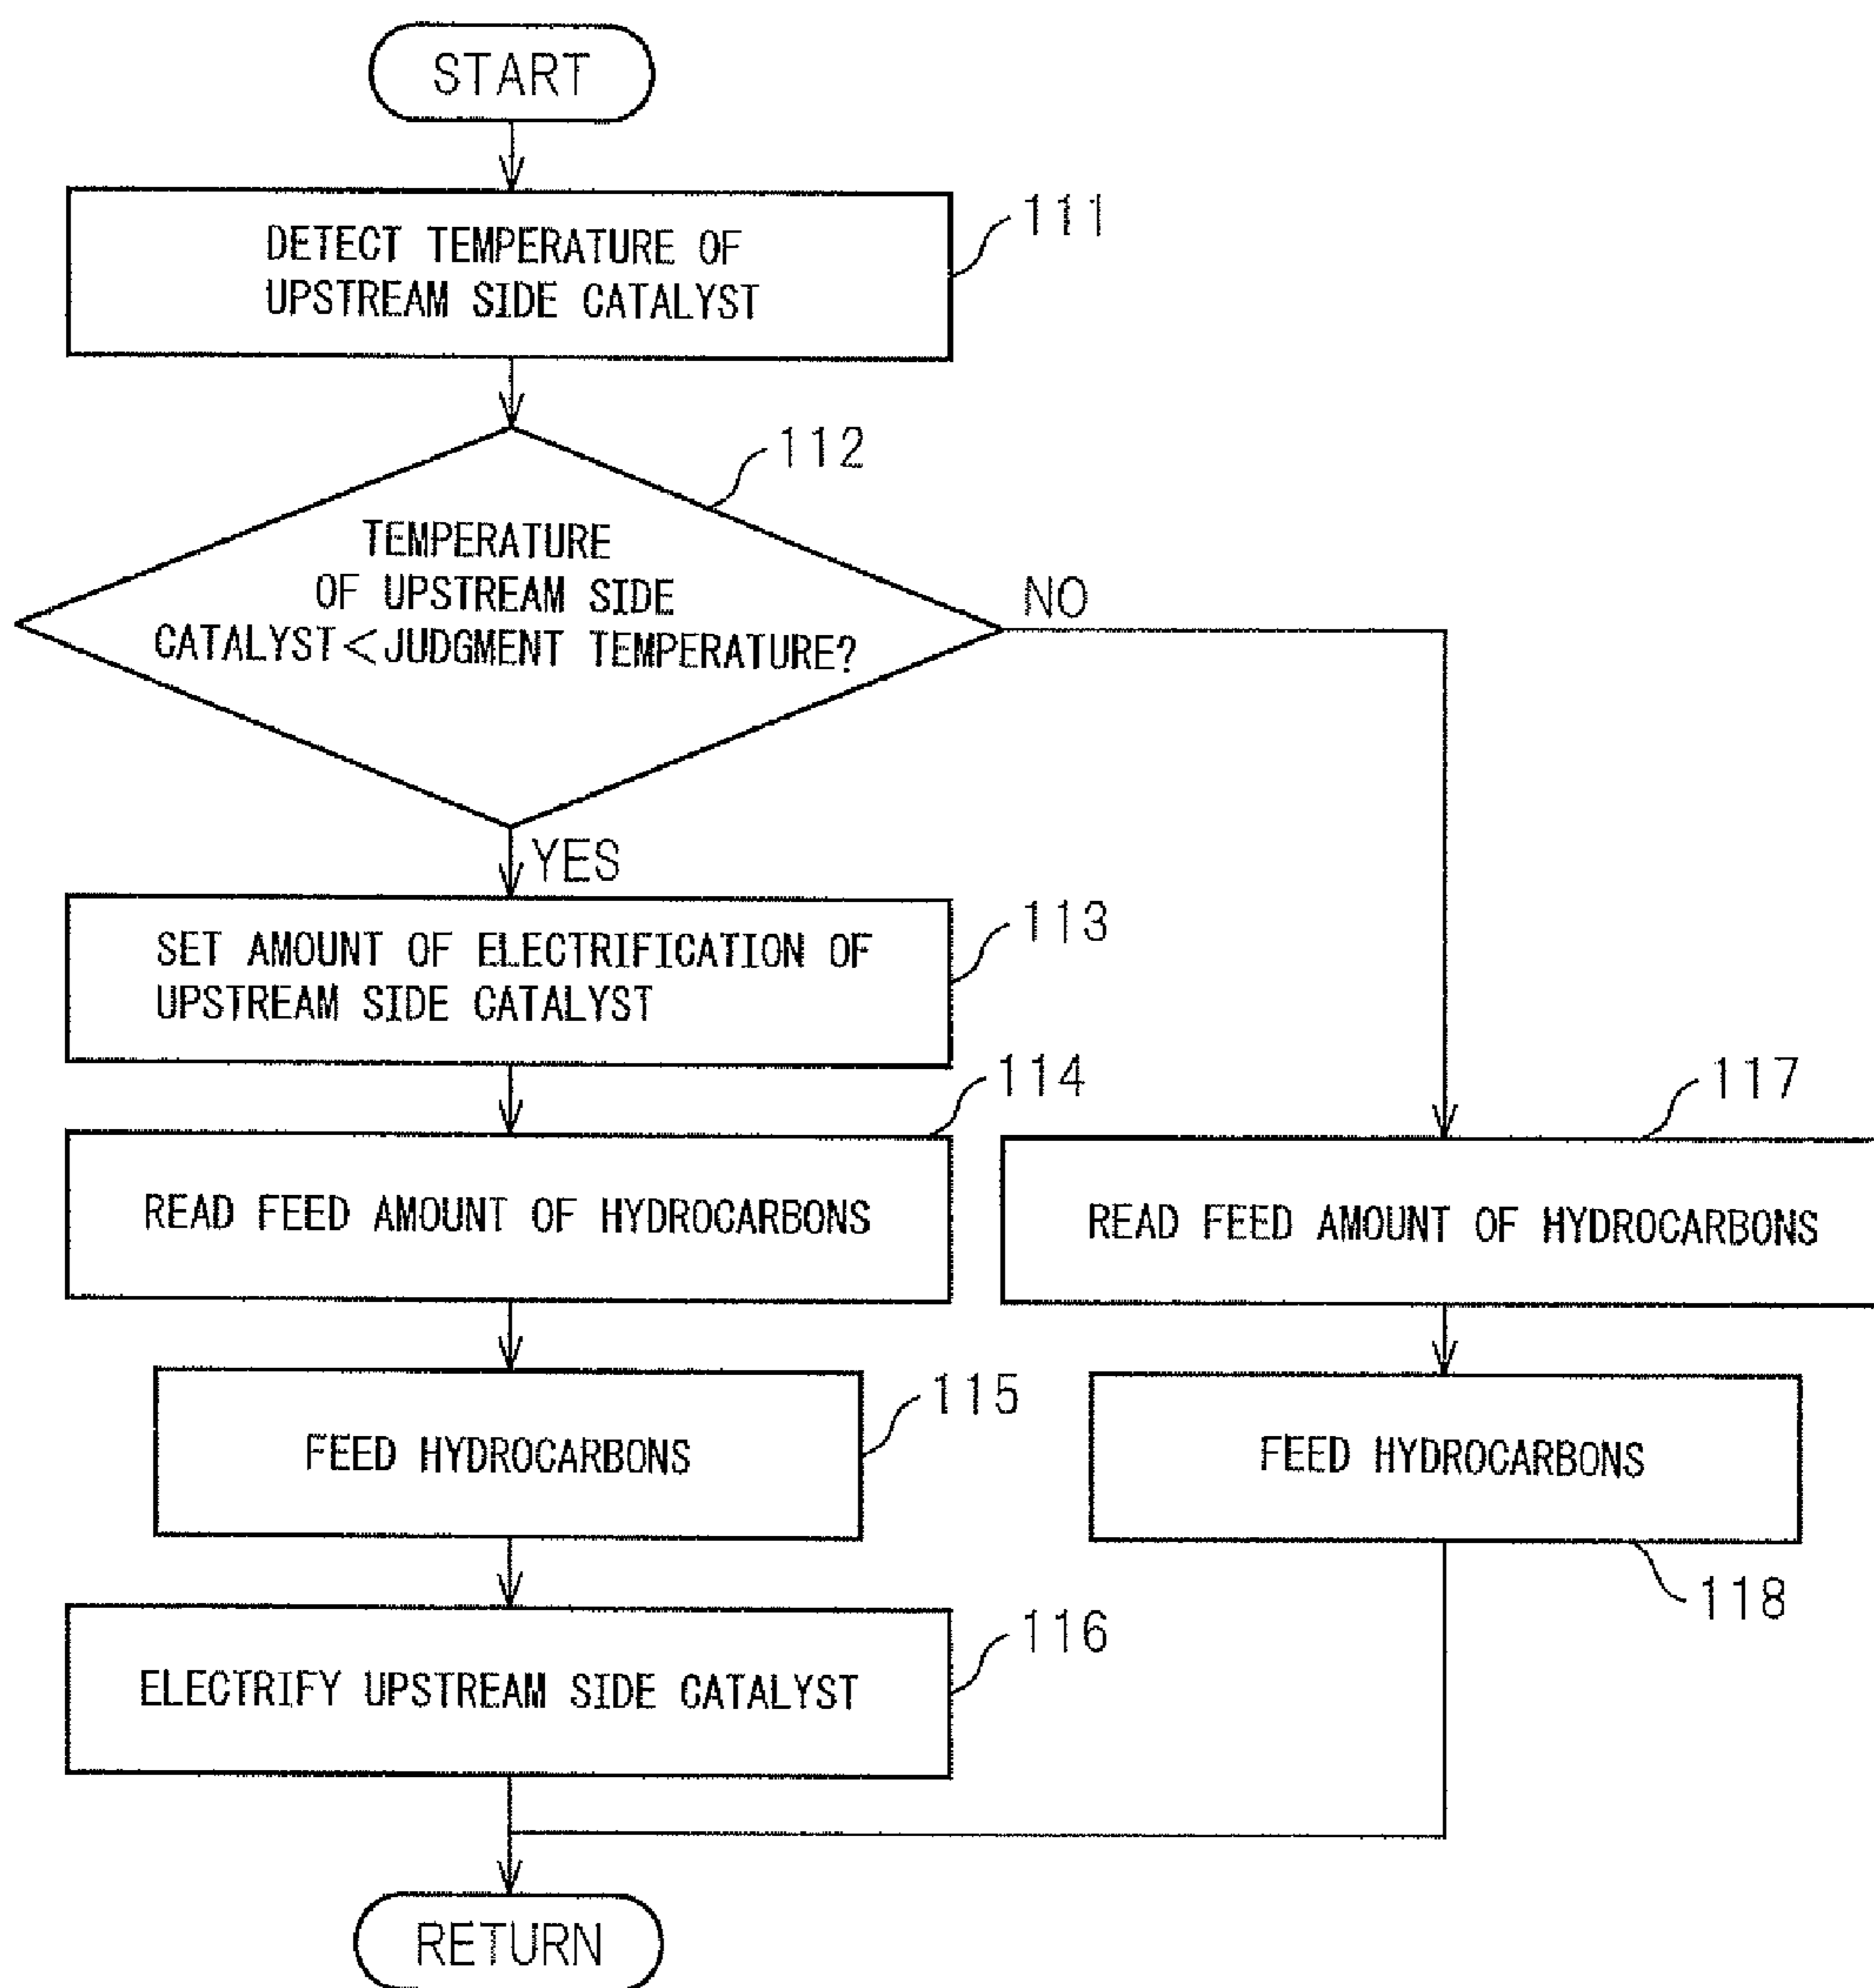 START
DETECT TEMPERATURE OF
UPSTREAM SIDE CATALYST
111
TEMPERATURE
OF UPSTREAM SIDE
CATALYST<JUDGMENT TEMPERATURE?
112
NO
YES
SET AMOUNT OF ELECTRIFICATION OF
UPSTREAM SIDE CATALYST
113
READ FEED AMOUNT OF HYDROCARBONS
114
READ FEED AMOUNT OF HYDROCARBONS
117
FEED HYDROCARBONS
115
FEED HYDROCARBONS
118
ELECTRIFY UPSTREAM SIDE CATALYST
116
RETURN